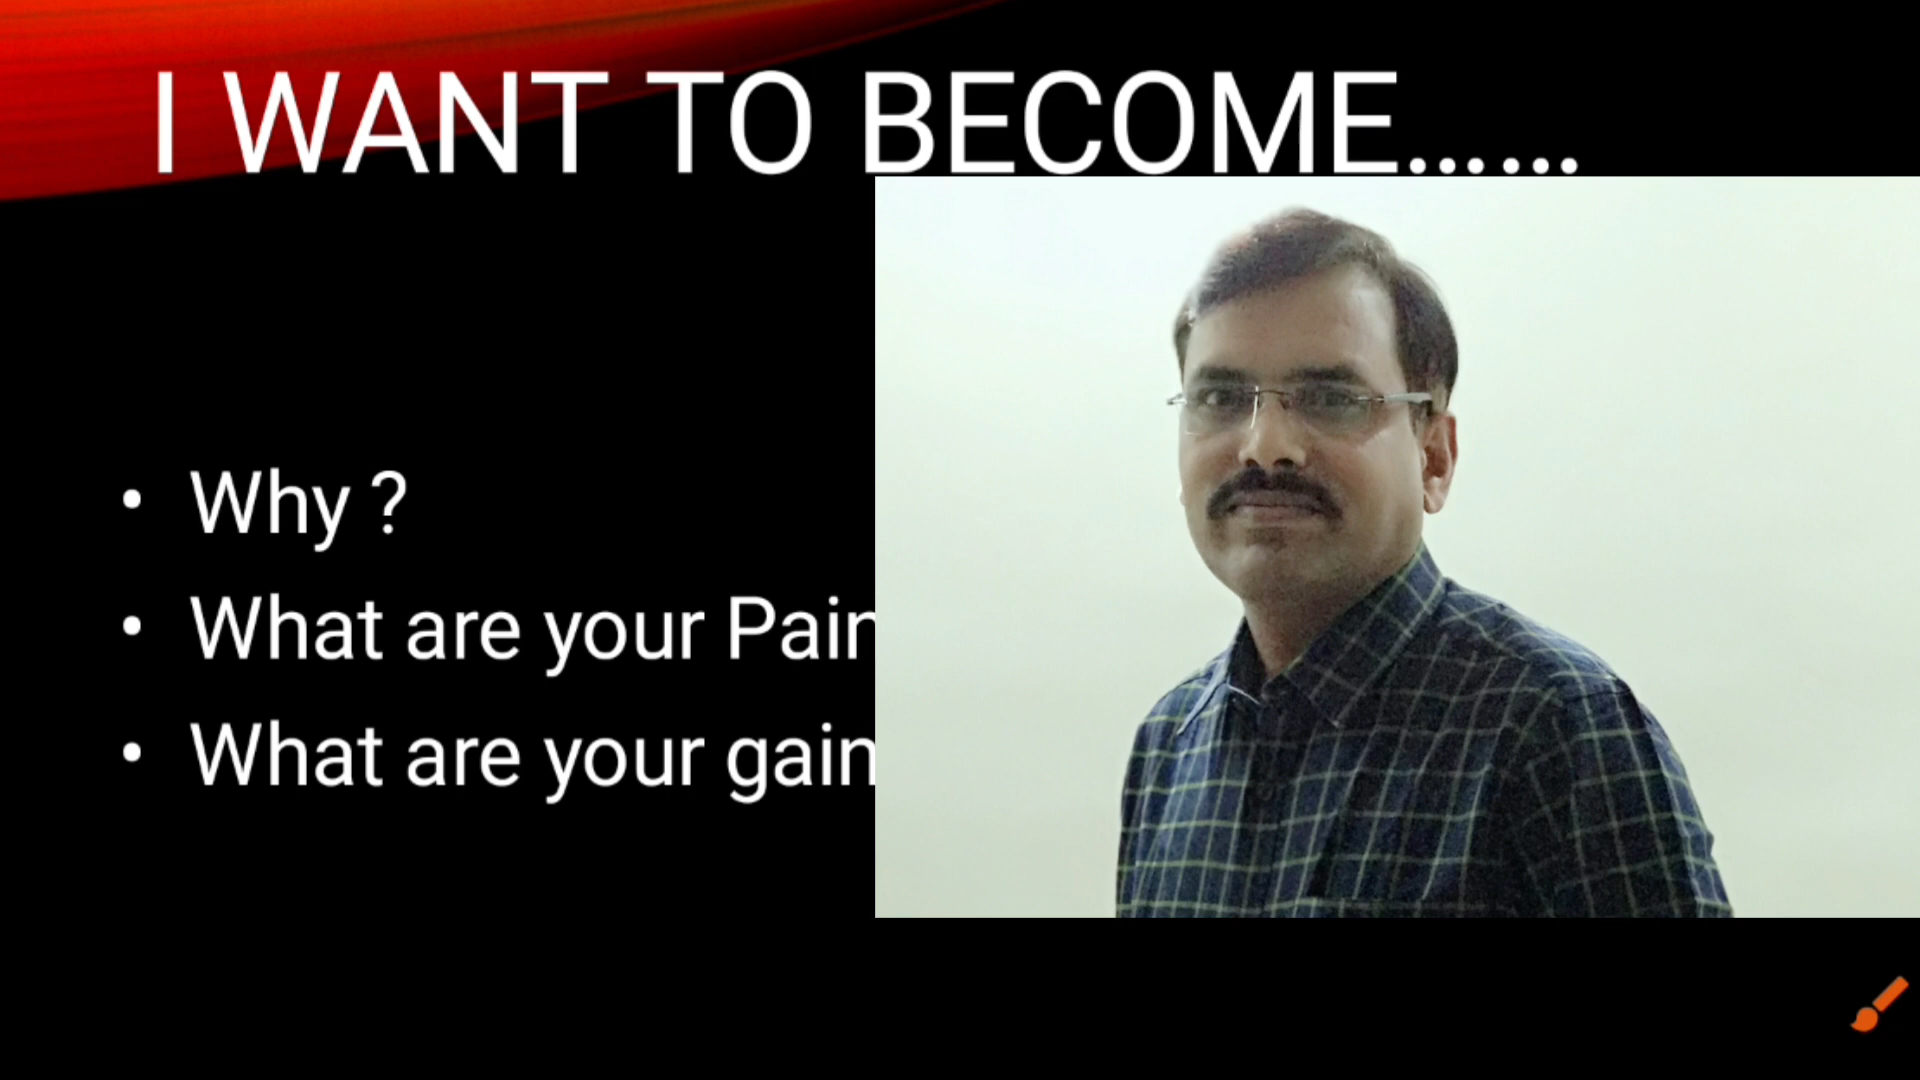 I WANT TO BECOME......
• Why ?
• What are your Pain
• What are your gain